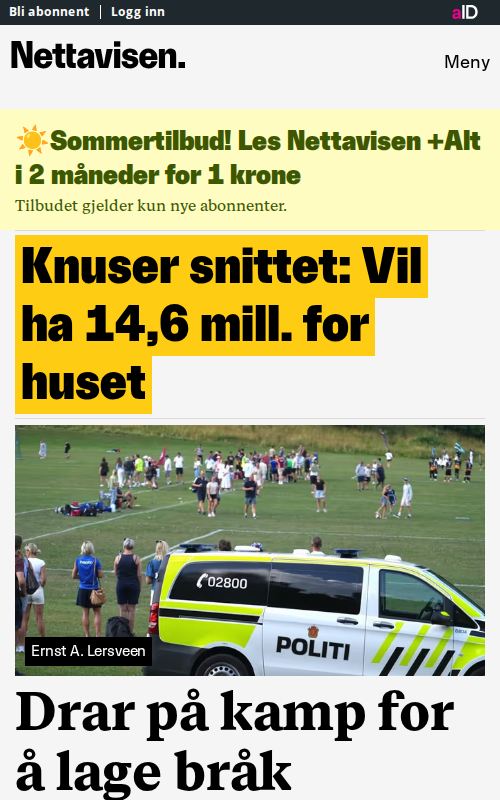 Bli abonnent | Logg inn
aID
Nettavisen.
Meny
☀️Sommertilbud! Les Nettavisen +Alt
i 2 måneder for 1 krone
Tilbudet gjelder kun nye abonnenter.
Knuser snittet: Vil
ha 14,6 mill. for
huset
02800
POLITI
Ernst A. Lersveen
Drar på kamp for
å lage bråk